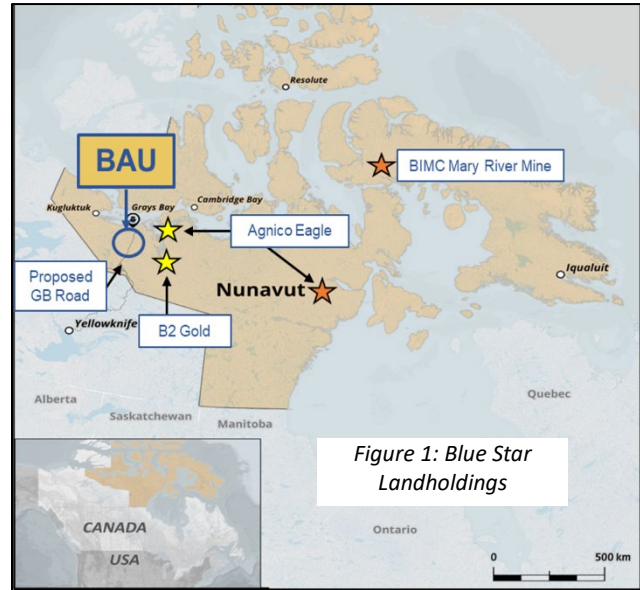 Resolute
BAU
BIMC Mary River Mine
Kugluktuk
Grays Bay
Cambridge Bay
Agnico Eagle
Proposed
GB Road
Nunavut
Iqaluit
Yellowknife
B2 Gold
Alberta
Saskatchewan
Manitoba
Quebec
Figure 1: Blue Star
Landholdings
CANADA
USA
Ontario
0 500 km